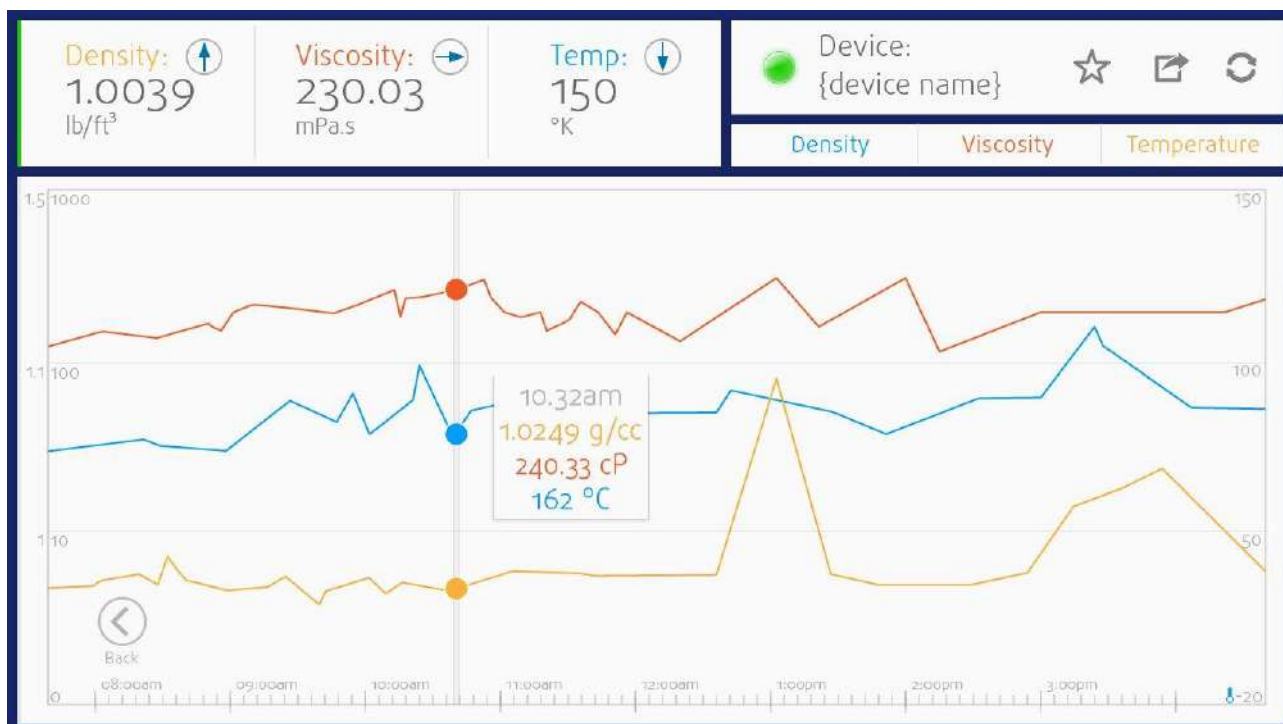 Density:
1.0039
lb/ft³
Viscosity:
230.03
mPa.s
Temp:
150
°K
Device:
{device name}
Density Viscosity Temperature
1.5 1000
150
1.1 100
100
10.32am
1.0249 g/cc
240.33 cP
162 °C
1 10
50
Back
08:00am 09:00am 10:00am 11:00am 12:00am 1:00pm 2:00pm 3:00pm
0
-20